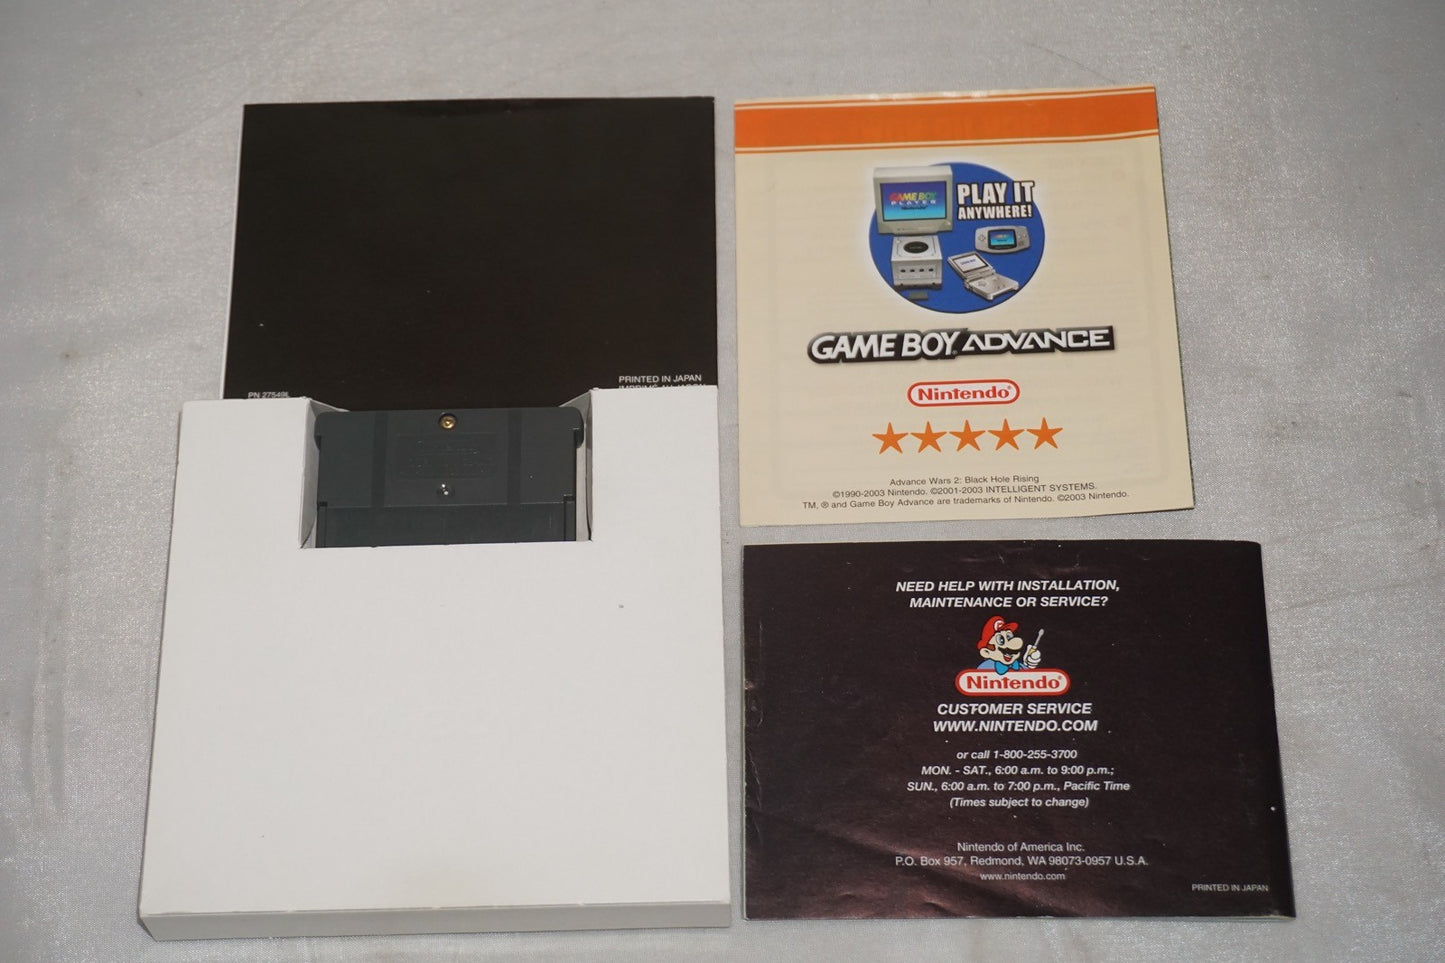 PN 27549L
PRINTED IN JAPAN
GAME BOY
PLAYER
PLAY IT
ANYWHERE!
GAME BOY ADVANCE
Nintendo®
Advance Wars 2: Black Hole Rising
©1990-2003 Nintendo. ©2001-2003 INTELLIGENT SYSTEMS.
TM, ® and Game Boy Advance are trademarks of Nintendo. ©2003 Nintendo.
NEED HELP WITH INSTALLATION,
MAINTENANCE OR SERVICE?
Nintendo®
CUSTOMER SERVICE
WWW.NINTENDO.COM
or call 1-800-255-3700
MON. - SAT., 6:00 a.m. to 9:00 p.m.;
SUN., 6:00 a.m. to 7:00 p.m., Pacific Time
(Times subject to change)
Nintendo of America Inc.
P.O. Box 957, Redmond, WA 98073-0957 U.S.A.
www.nintendo.com
PRINTED IN JAPAN